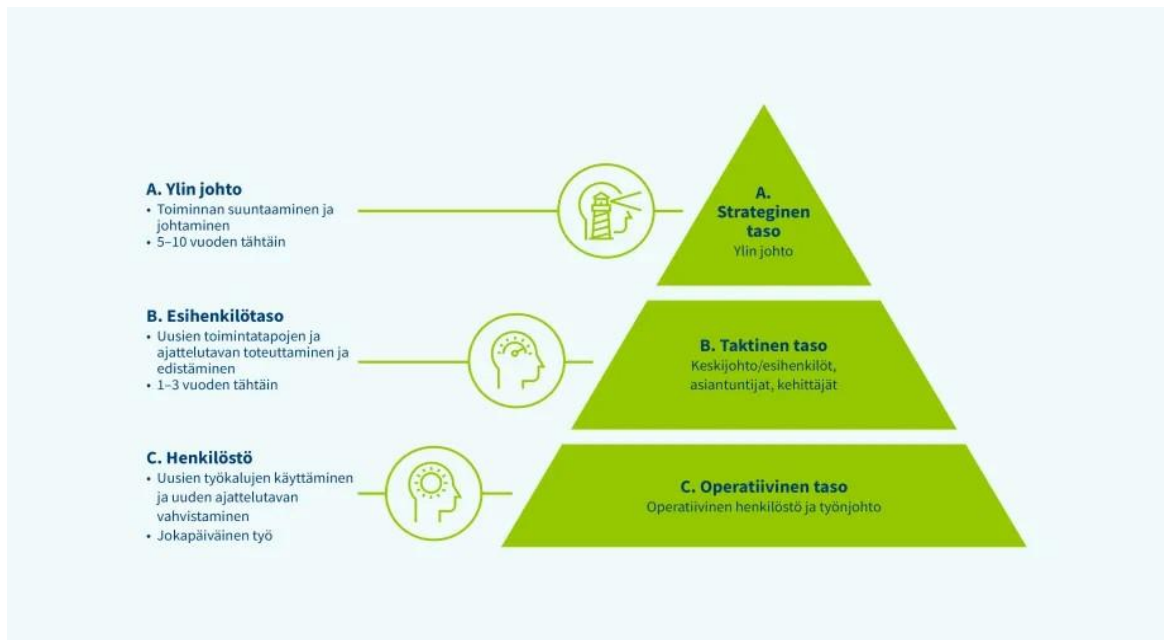 A. Ylin johto
• Toiminnan suuntaaminen ja
johtaminen
• 5–10 vuoden tähtäin
A.
Strateginen
taso
Ylin johto
B. Esihenkilötaso
• Uusien toimintatapojen ja
ajattelutavan toteuttaminen ja
edistäminen
• 1–3 vuoden tähtäin
B. Taktinen taso
Keskijohto/esihenkilöt,
asiantuntijat, kehittäjät
C. Henkilöstö
• Uusien työkalujen käyttäminen
ja uuden ajattelutavan
vahvistaminen
• Jokapäiväinen työ
C. Operatiivinen taso
Operatiivinen henkilöstö ja työnjohto